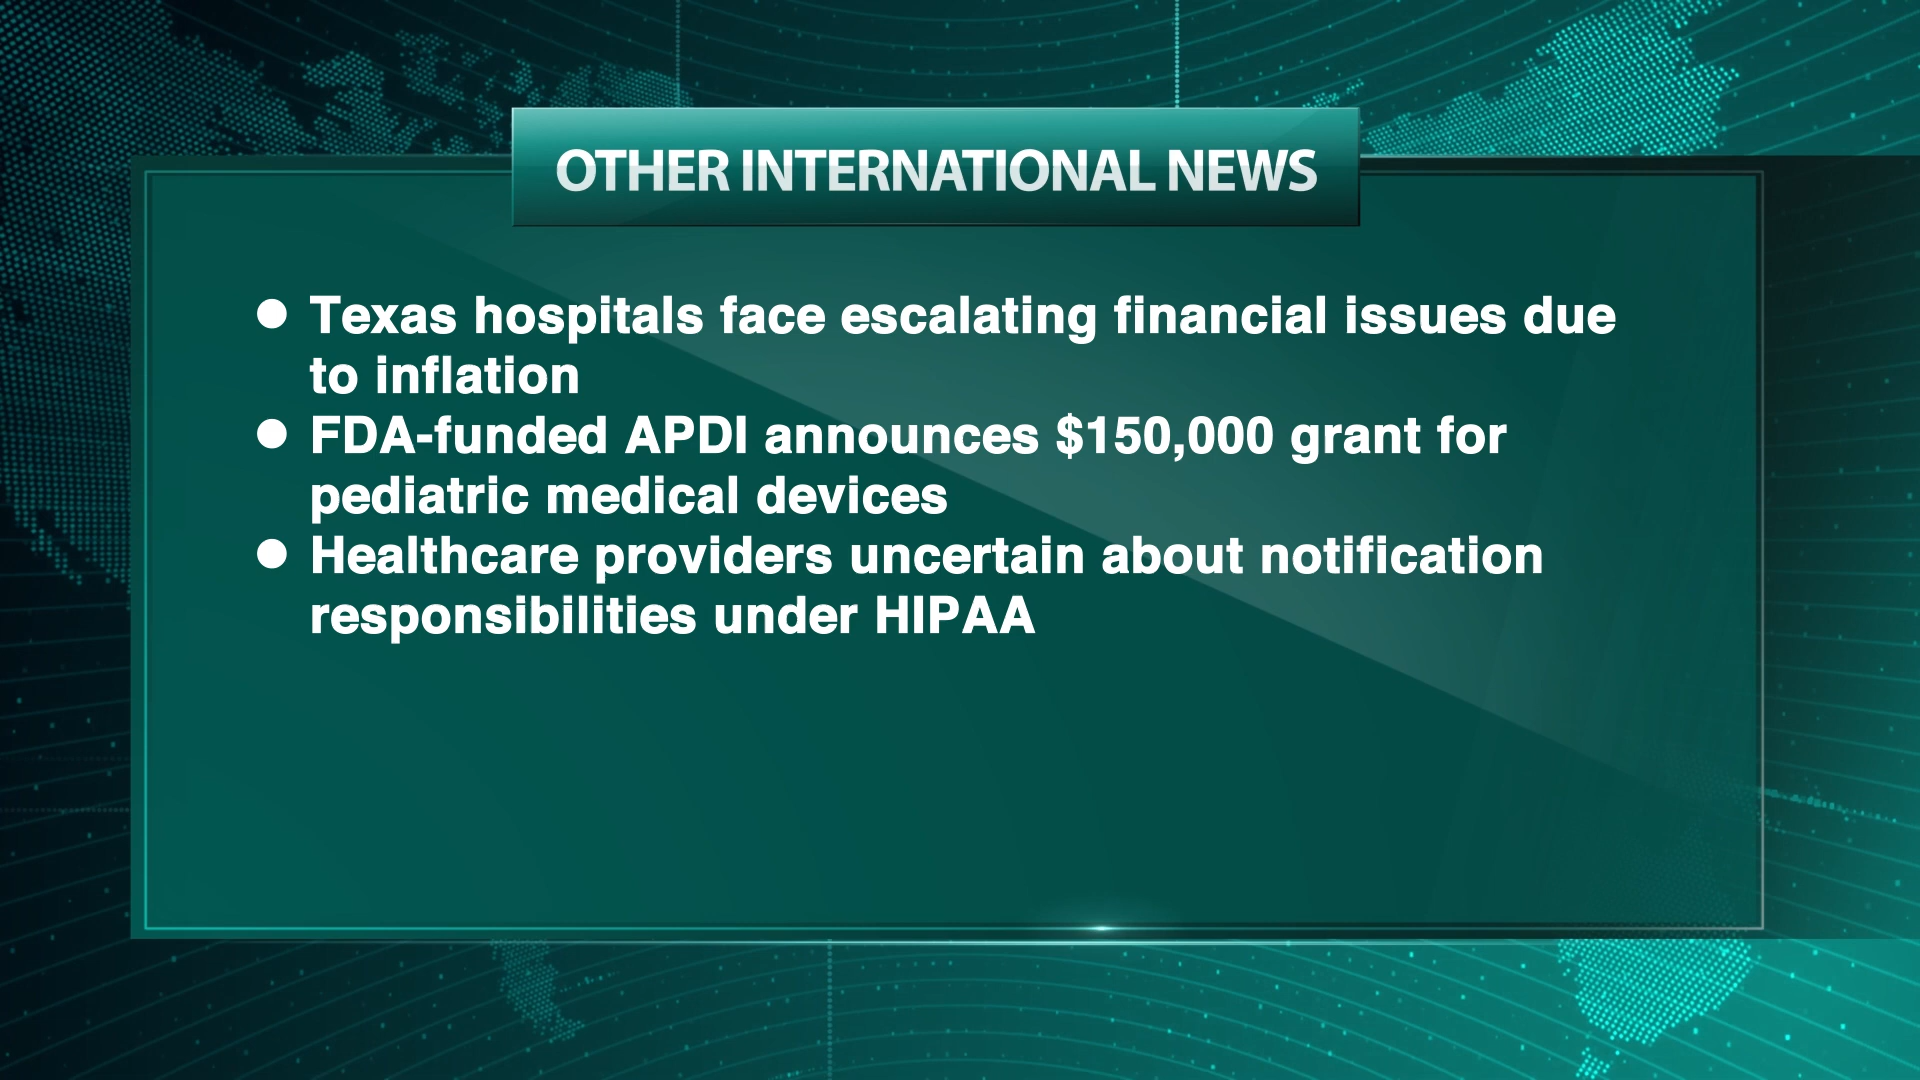 OTHER INTERNATIONAL NEWS
● Texas hospitals face escalating financial issues due
to inflation
● FDA-funded APDI announces $150,000 grant for
pediatric medical devices
● Healthcare providers uncertain about notification
responsibilities under HIPAA